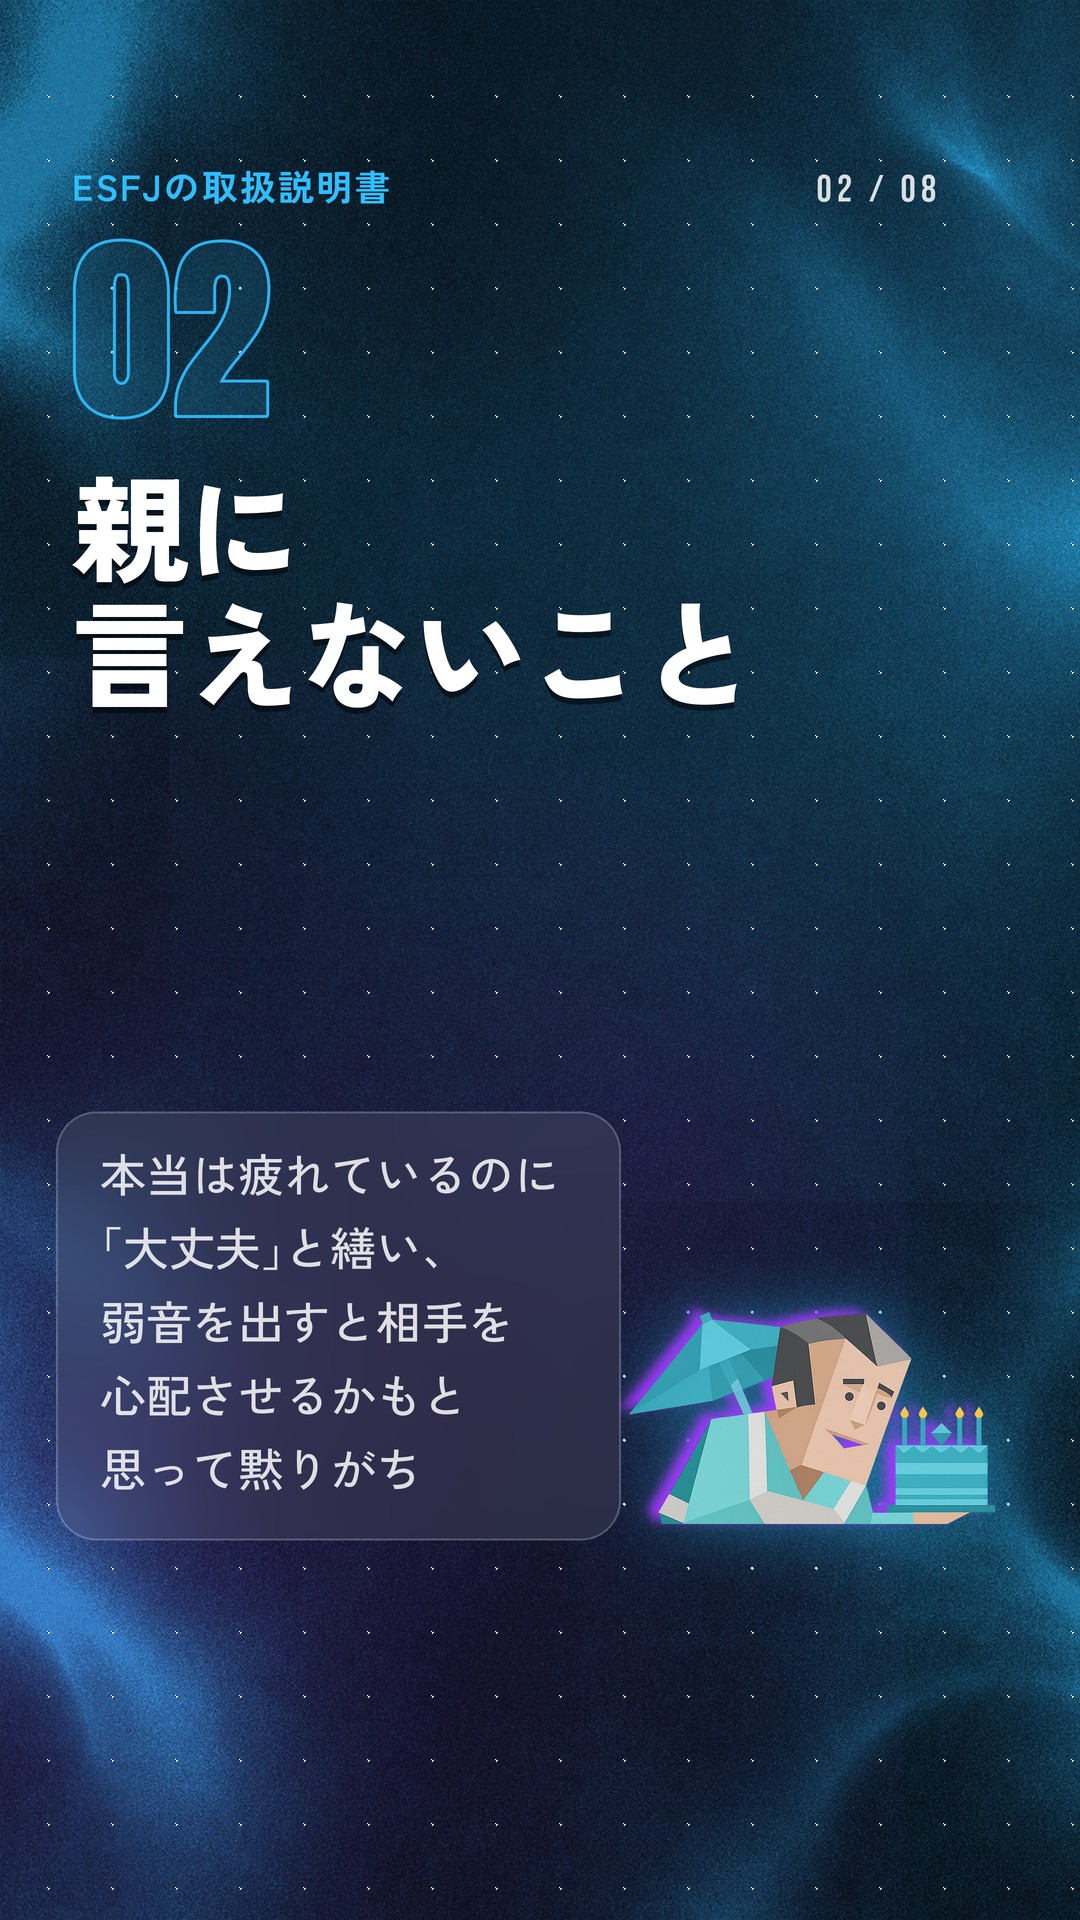 ESFJの取扱説明書
02 / 08
02
親に
言えないこと
本当は疲れているのに
「大丈夫」と繕い、
弱音を出すと相手を
心配させるかもと
思って黙りがち